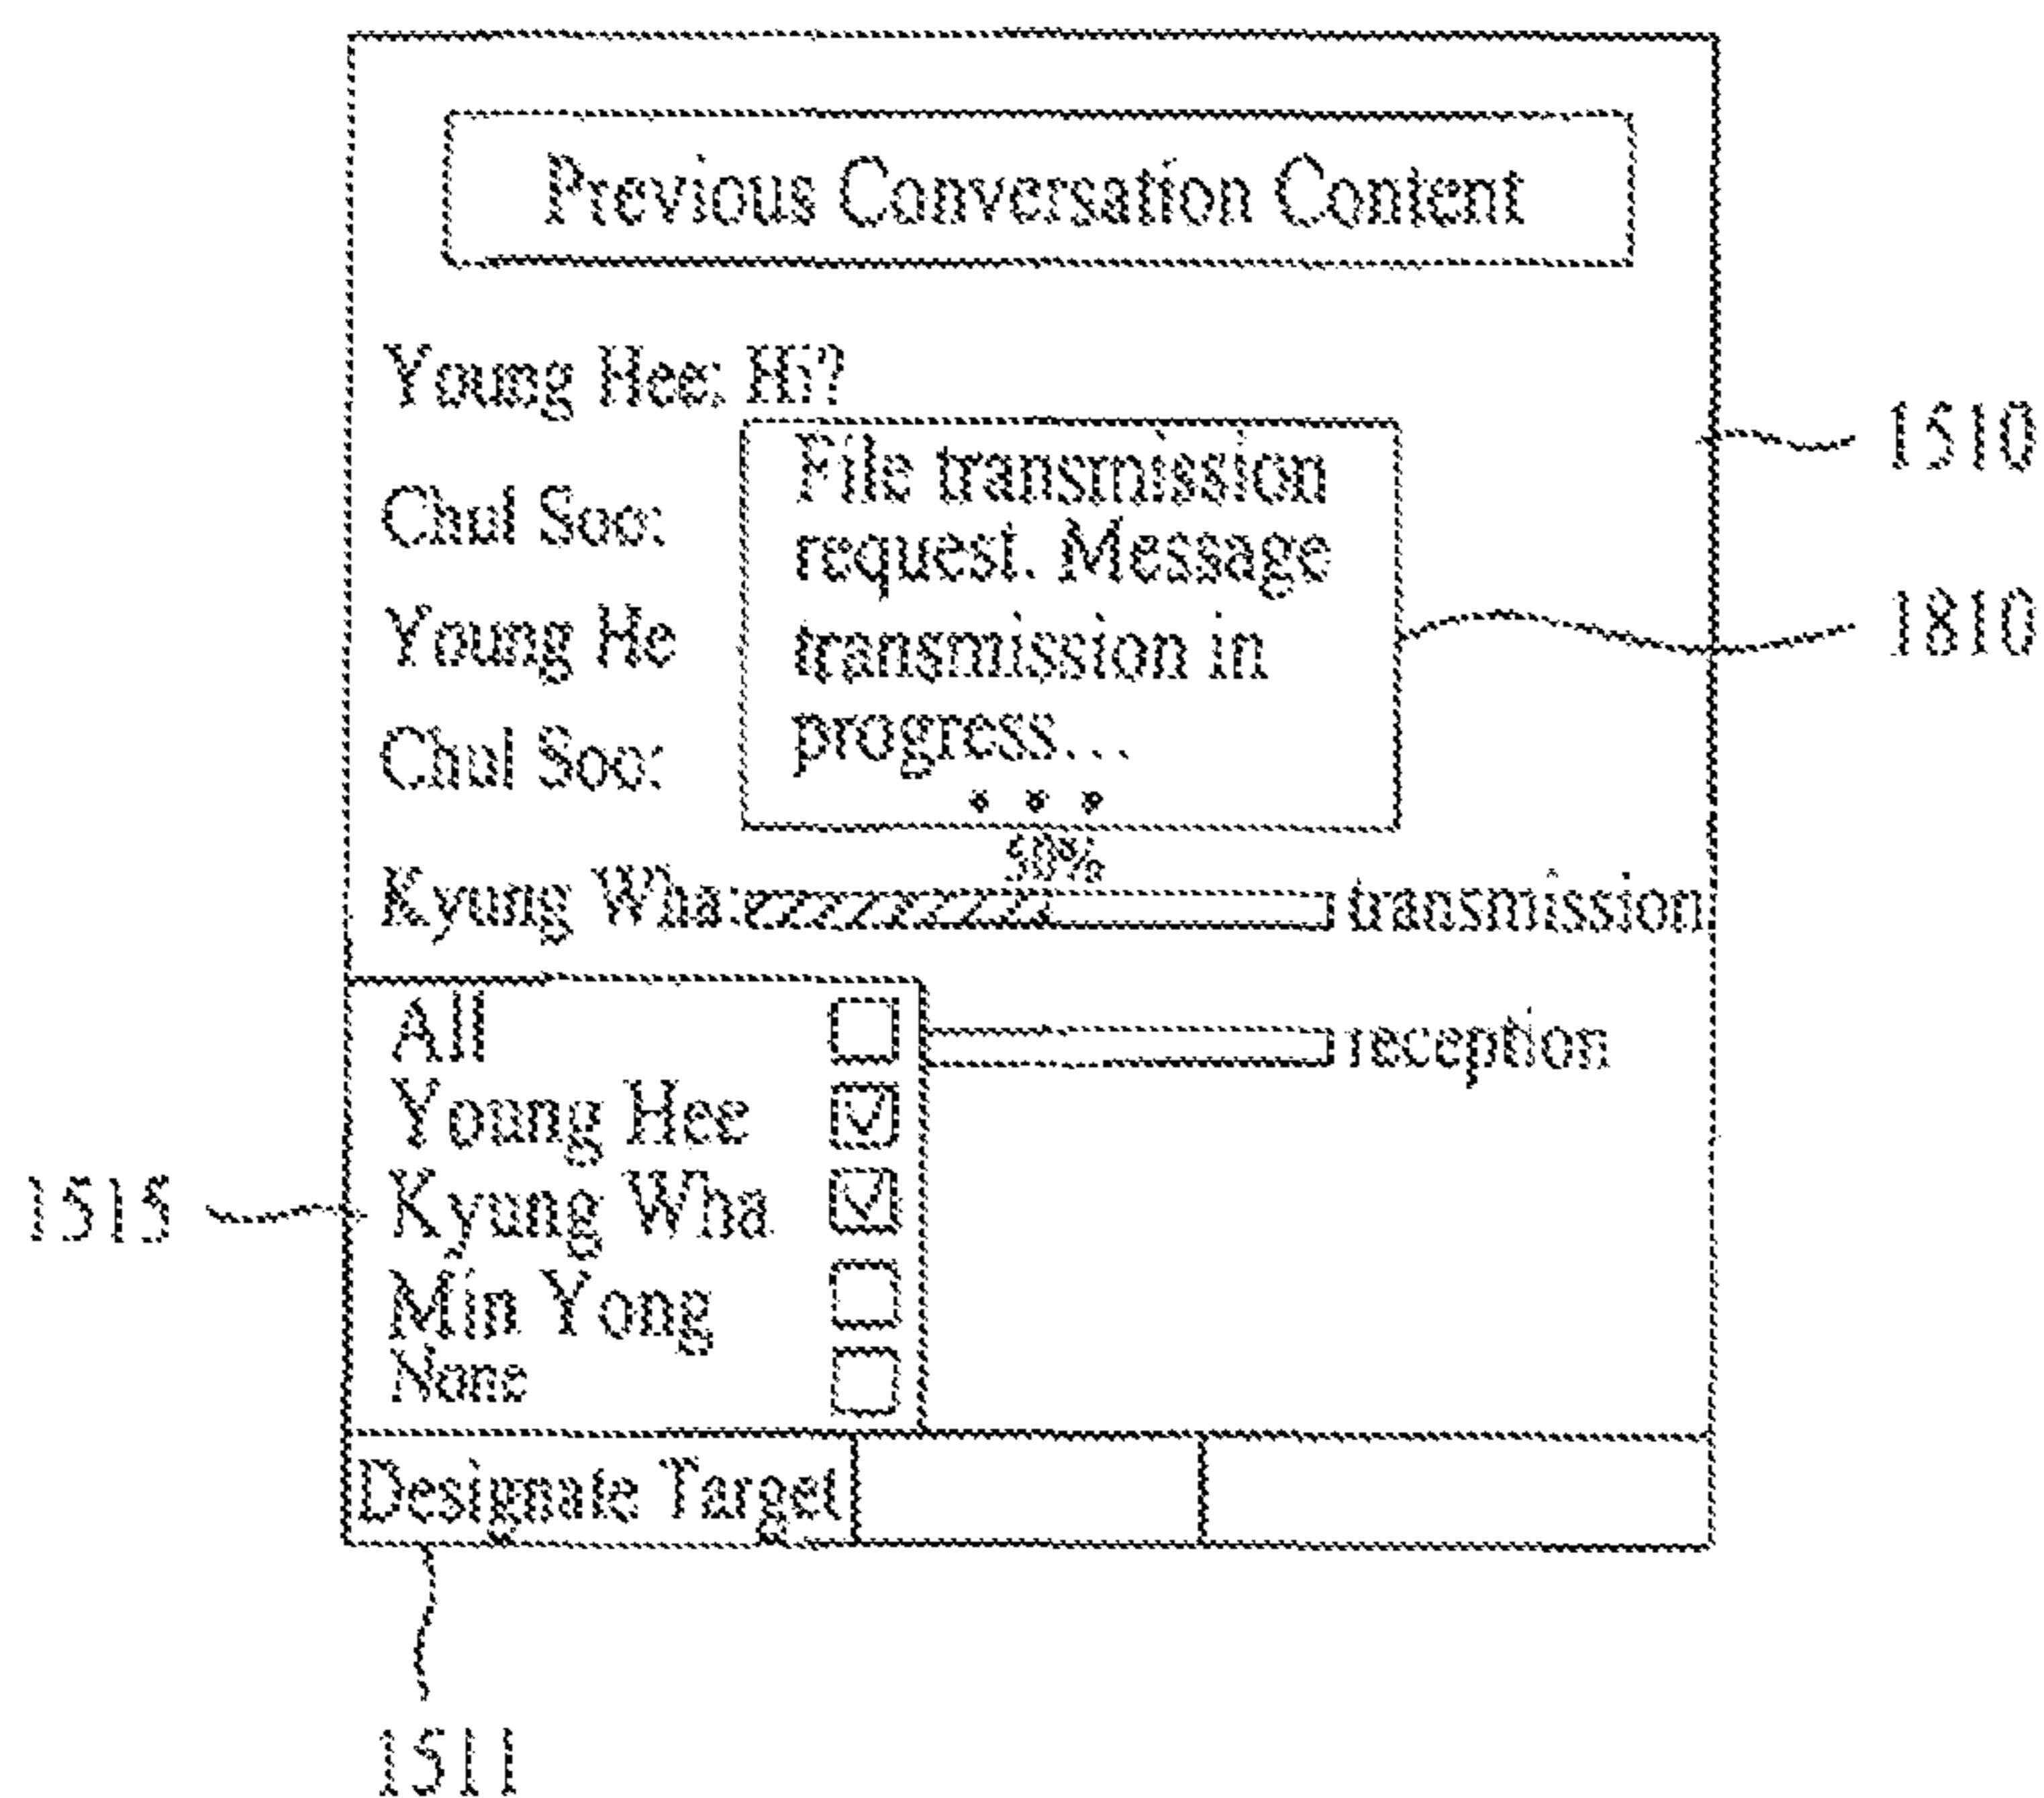 Previous Conversation Content
Young Hee: Hi?
1510
File transmission
request. Message
transmission in
progress...
Chul Soo:
Young He
1810
Chul Soo:
50%
Kyung Wha: transmission
All
reception
Young Hee
1515
Kyung Wha
Min Yong
None
Designate Target
1511